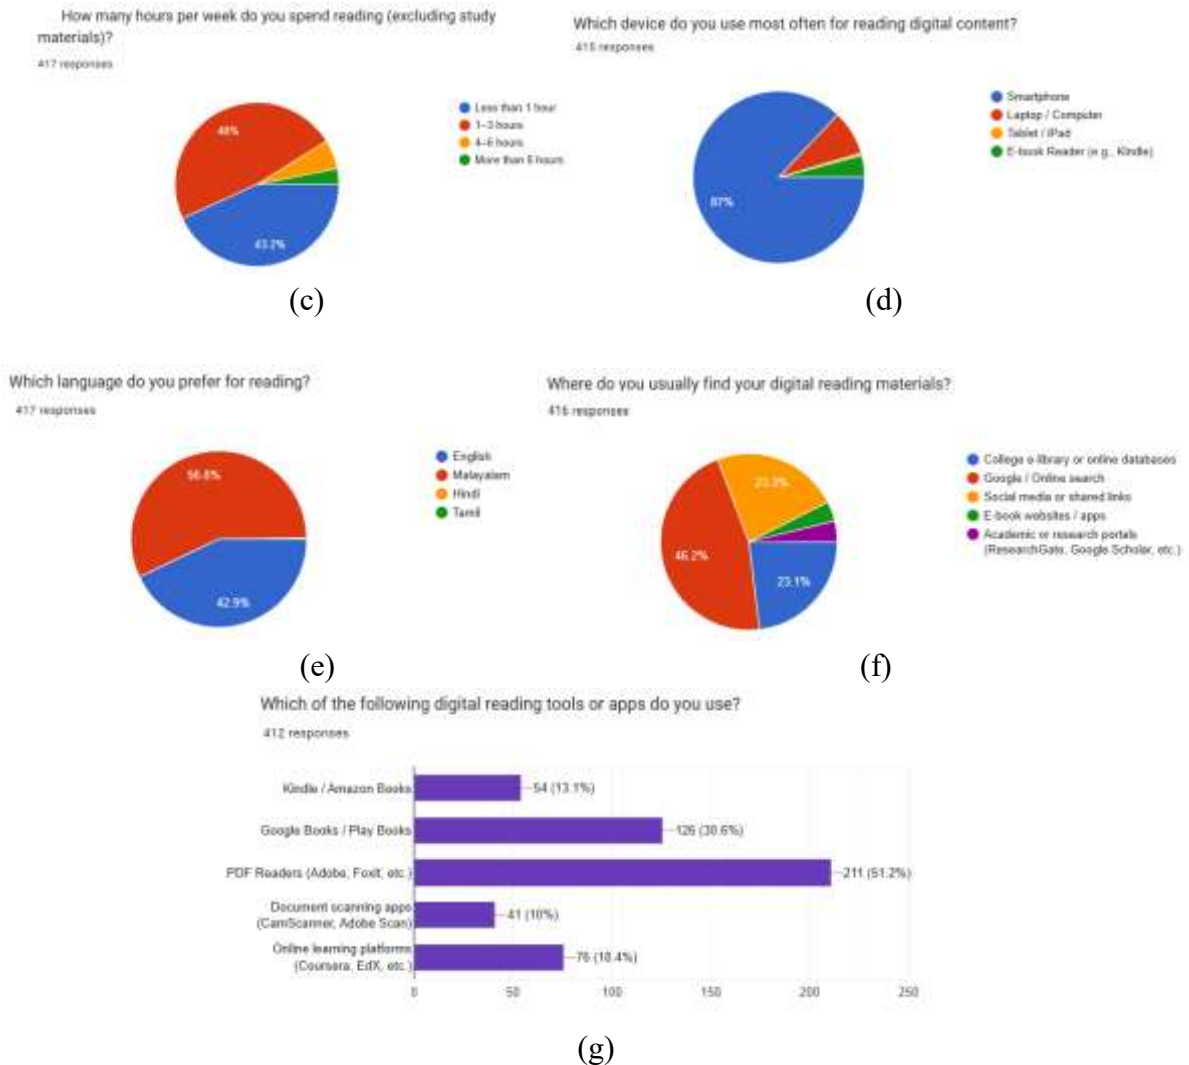 How many hours per week do you spend reading (excluding study
materials)?
417 responses
Less than 1 hour
1–3 hours
4–6 hours
More than 6 hours
48%
43.2%
(c)
Which device do you use most often for reading digital content?
415 responses
Smartphone
Laptop / Computer
Tablet / iPad
E-book Reader (e.g., Kindle)
87%
(d)
Which language do you prefer for reading?
417 responses
English
Malayalam
Hindi
Tamil
56.8%
42.9%
(e)
Where do you usually find your digital reading materials?
416 responses
College e-library or online databases
Google / Online search
Social media or shared links
E-book websites / apps
Academic or research portals
(ResearchGate, Google Scholar, etc.)
23.3%
46.2%
23.1%
(f)
Which of the following digital reading tools or apps do you use?
412 responses
Kindle / Amazon Books
54 (13.1%)
Google Books / Play Books
126 (30.6%)
PDF Readers (Adobe, Foxit, etc.)
211 (51.2%)
Document scanning apps
(CamScanner, Adobe Scan)
41 (10%)
Online learning platforms
(Coursera, EdX, etc.)
76 (18.4%)
0 50 100 150 200 250
(g)